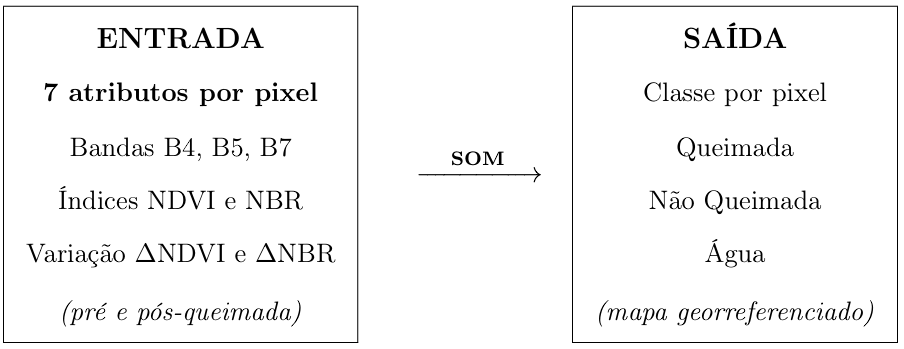 ENTRADA
7 atributos por pixel
Bandas B4, B5, B7
Índices NDVI e NBR
Variação ΔNDVI e ΔNBR
(pré e pós-queimada)
SOM
SAÍDA
Classe por pixel
Queimada
Não Queimada
Água
(mapa georreferenciado)